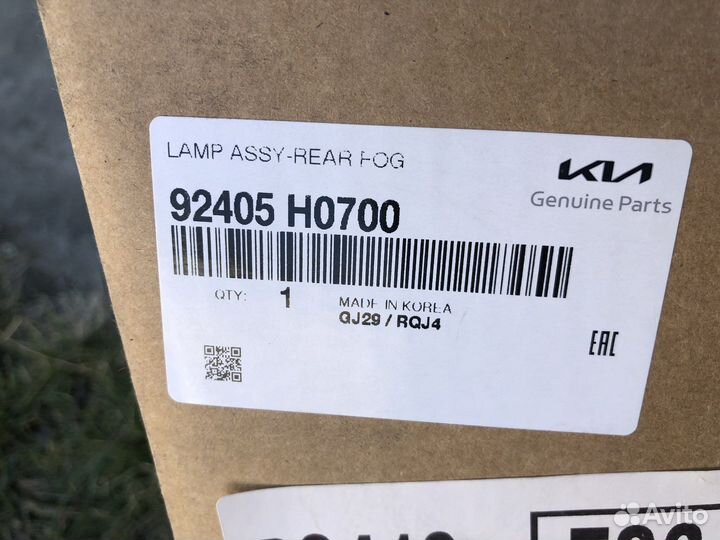 LAMP ASSY-REAR FOG
KIA
Genuine Parts
92405 H0700
QTY: 1
MADE IN KOREA
GJ29 / RQJ4
EAC
Avito